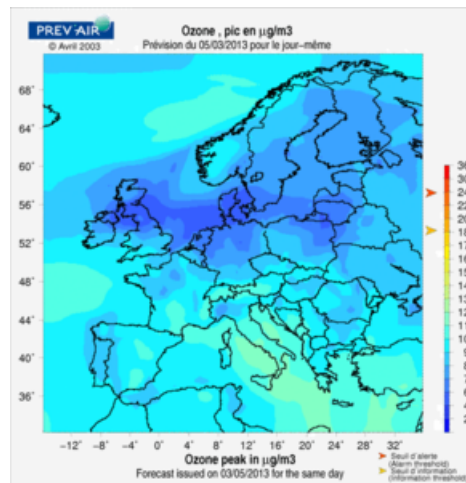 PREV'AIR
© Avril 2003
Ozone , pic en µg/m3
Prévision du 05/03/2013 pour le jour-même
68°
64°
60°
56°
52°
48°
44°
40°
36°
−12° −8° −4° 0° 4° 8° 12° 16° 20° 24° 28° 32°
Ozone peak in µg/m3
Forecast issued on 03/05/2013 for the same day
Seuil d'alerte
(Alarm threshold)
Seuil d'information
(Information threshold)